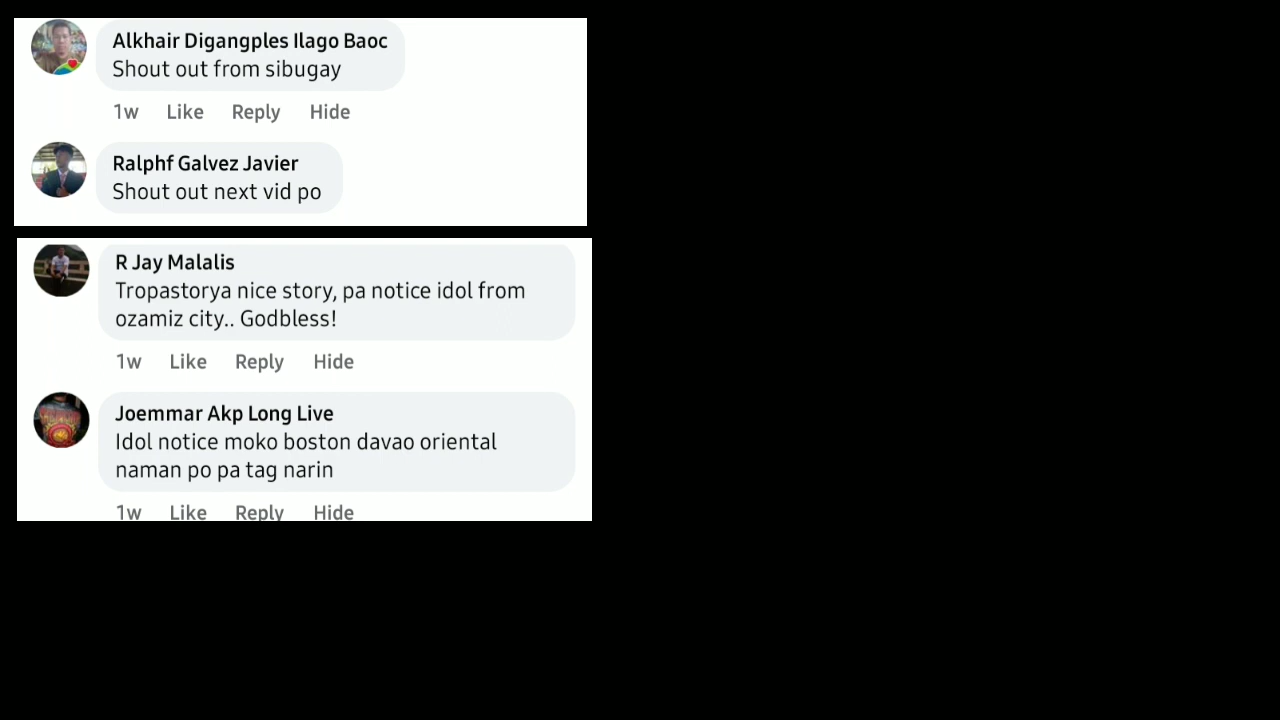 Alkhair Digangples Ilago Baoc
Shout out from sibugay
1w Like Reply Hide
Ralphf Galvez Javier
Shout out next vid po
R Jay Malalis
Tropastorya nice story, pa notice idol from
ozamiz city.. Godbless!
1w Like Reply Hide
Joemmar Akp Long Live
Idol notice moko boston davao oriental
naman po pa tag narin
1w Like Reply Hide